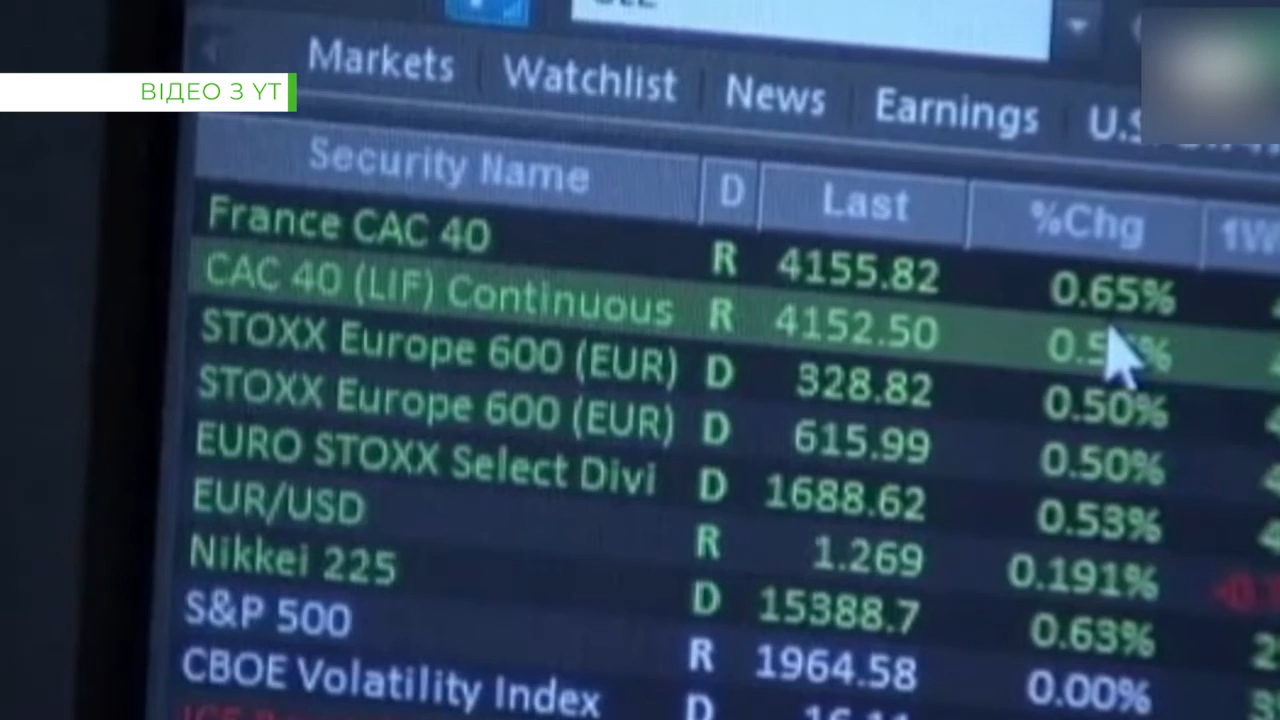 ВІДЕО З YT
Markets Watchlist News Earnings
Security Name D Last %Chg
France CAC 40 R 4155.82 0.65%
CAC 40 (LIF) Continuous R 4152.50
STOXX Europe 600 (EUR) D 328.82 0.50%
STOXX Europe 600 (EUR) D 615.99 0.50%
EURO STOXX Select Divi D 1688.62 0.53%
EUR/USD R 1.269 0.191%
Nikkei 225 D 15388.7 0.63%
S&P 500 R 1964.58 0.00%
CBOE Volatility Index D